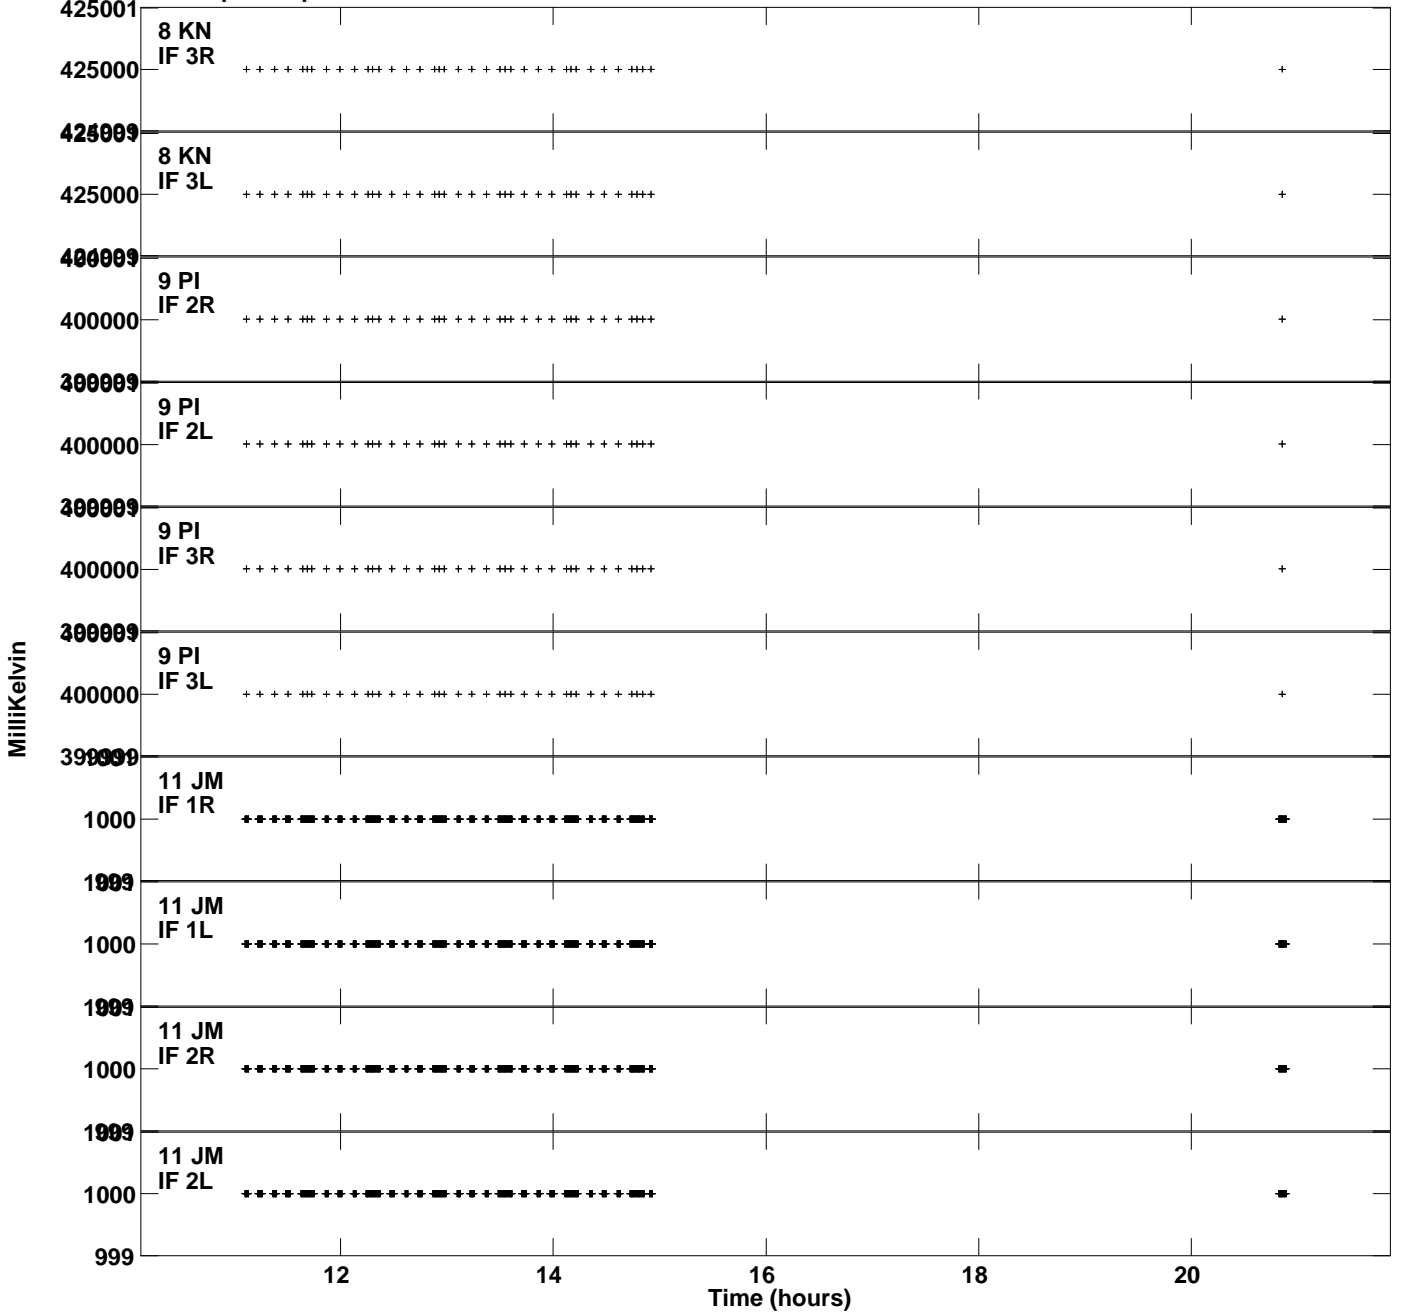 425001
8 KN
IF 3R
425000
8 KN
IF 3L
425000
9 PI
IF 2R
400000
9 PI
IF 2L
400000
9 PI
IF 3R
400000
9 PI
IF 3L
400000
MilliKelvin
11 JM
IF 1R
1000
11 JM
IF 1L
1000
11 JM
IF 2R
1000
11 JM
IF 2L
1000
999
12 14 16 18 20
Time (hours)